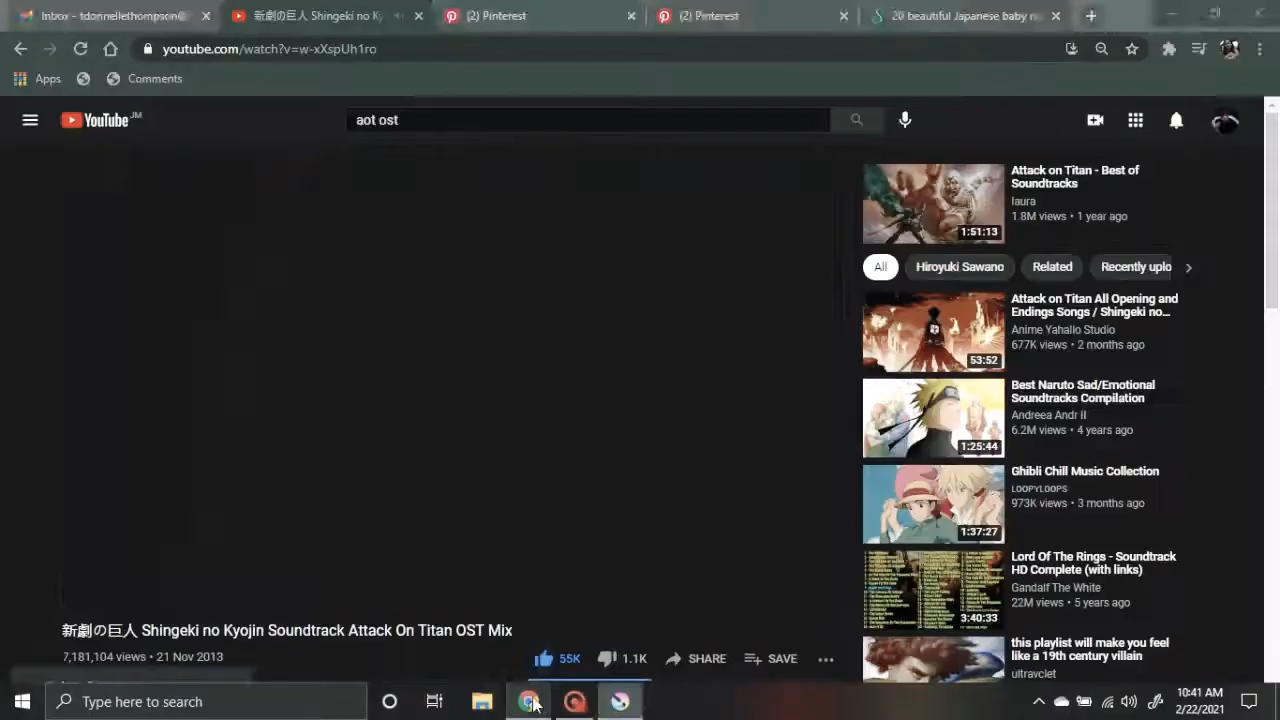 Inbox - tdonnellethompson@
新劇の巨人 Shingeki no Ky
(2) Pinterest
(2) Pinterest
20 beautiful Japanese baby n
youtube.com/watch?v=w-xXspUh1ro
Apps
Comments
YouTube JM
aot ost
Attack on Titan - Best of
Soundtracks
laura
1.8M views • 1 year ago
1:51:13
All
Hiroyuki Sawano
Related
Recently uplo
Attack on Titan All Opening and
Endings Songs / Shingeki no...
Anime Yahallo Studio
677K views • 2 months ago
53:52
Best Naruto Sad/Emotional
Soundtracks Compilation
Andreea Andr II
6.2M views • 4 years ago
1:25:44
Ghibli Chill Music Collection
LOOPYLOOPS
973K views • 3 months ago
1:37:27
Lord Of The Rings - Soundtrack
HD Complete (with links)
Gandalf The White
22M views • 5 years ago
3:40:33
新劇の巨人 Shingeki no Kyojin Soundtrack Attack On Titan OST Mix
7,181,104 views • 21 Nov 2013
55K
1.1K
SHARE
SAVE
this playlist will make you feel
like a 19th century villain
ultravclet
Type here to search
10:41 AM
2/22/2021